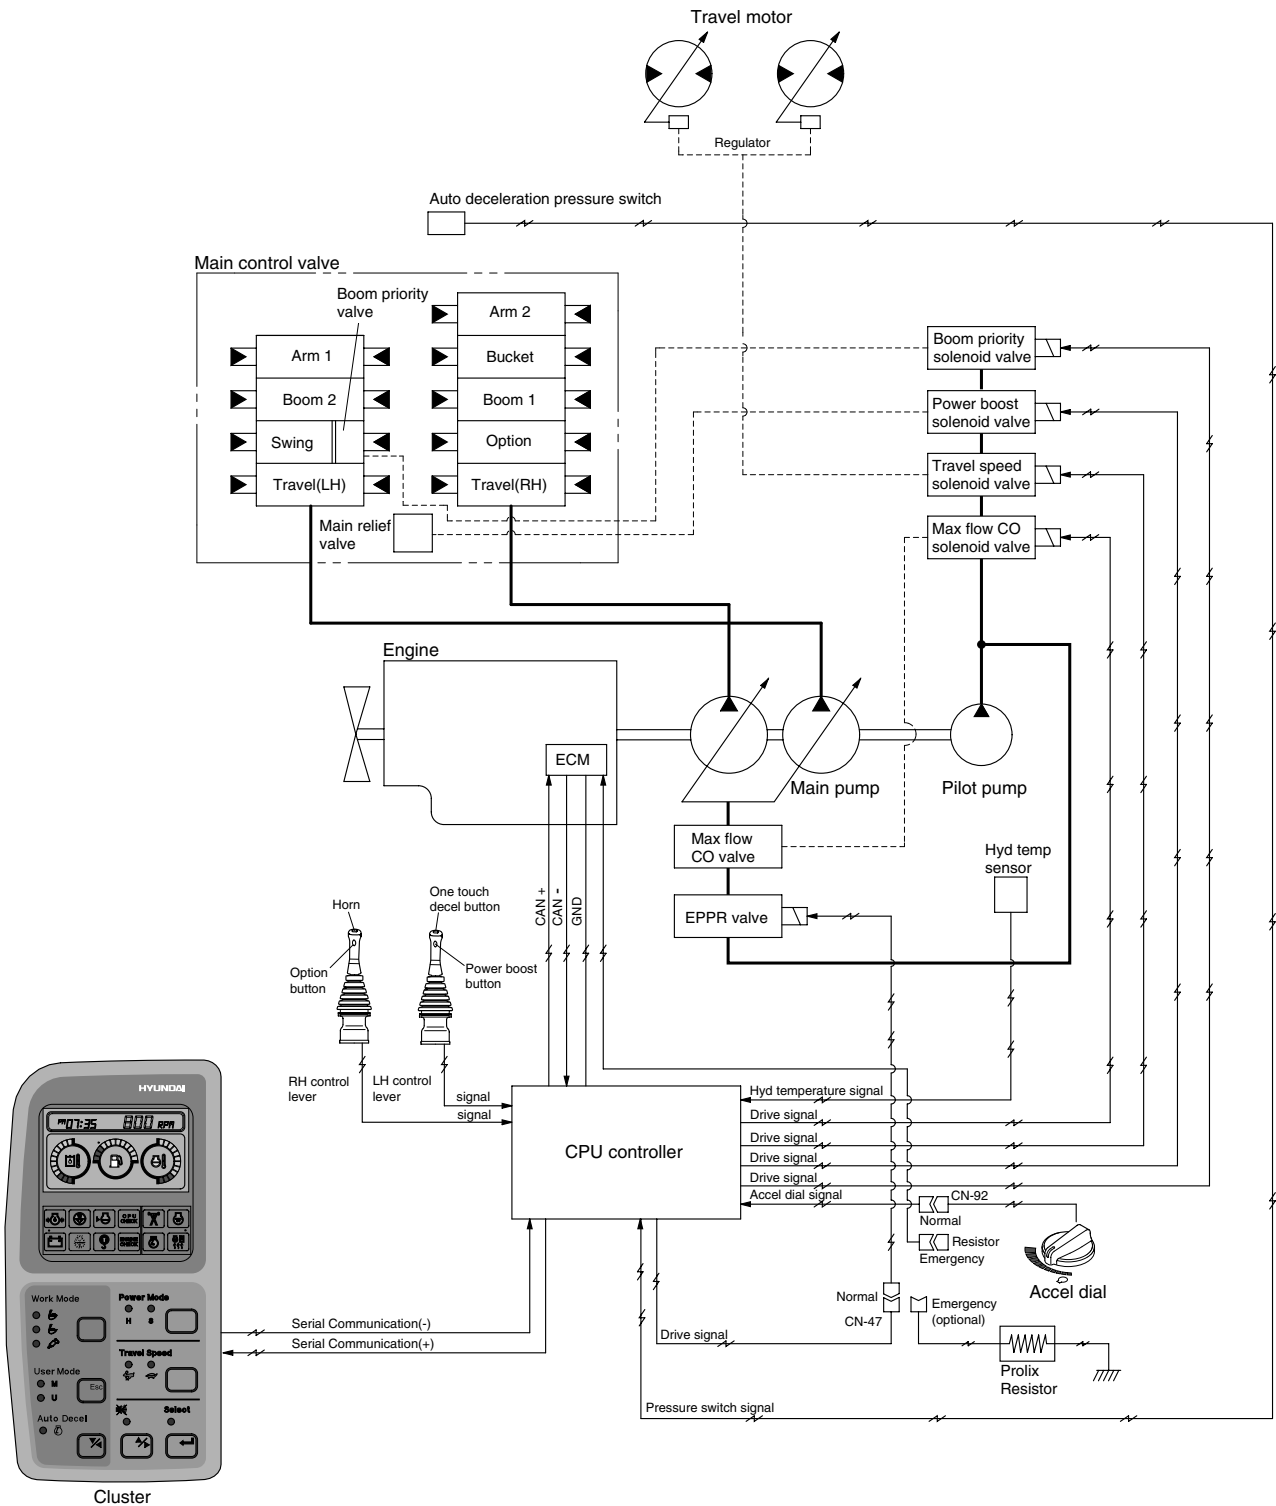 Travel motor
Regulator
Auto deceleration pressure switch
Main control valve
Boom priority
valve
Arm 2
Arm 1
Bucket
Boom 2
Boom 1
Swing
Option
Travel(LH)
Travel(RH)
Main relief
valve
Boom priority
solenoid valve
Power boost
solenoid valve
Travel speed
solenoid valve
Max flow CO
solenoid valve
Engine
ECM
Main pump
Pilot pump
Max flow
CO valve
Hyd temp
sensor
EPPR valve
CAN +
CAN -
GND
Horn
One touch
decel button
Option
button
Power boost
button
RH control
lever
LH control
lever
signal
signal
CPU controller
Hyd temperature signal
Drive signal
Drive signal
Drive signal
Drive signal
Accel dial signal
CN-92
Normal
Resistor
Emergency
Accel dial
Normal
CN-47
Emergency
(optional)
Prolix
Resistor
Drive signal
Pressure switch signal
Serial Communication(-)
Serial Communication(+)
HYUNDAI
PM 07:35 800 RPM
CPU
CHECK
Work Mode
Power Mode
H S
Travel Speed
User Mode
M
U
Esc
Auto Decel
Select
Cluster